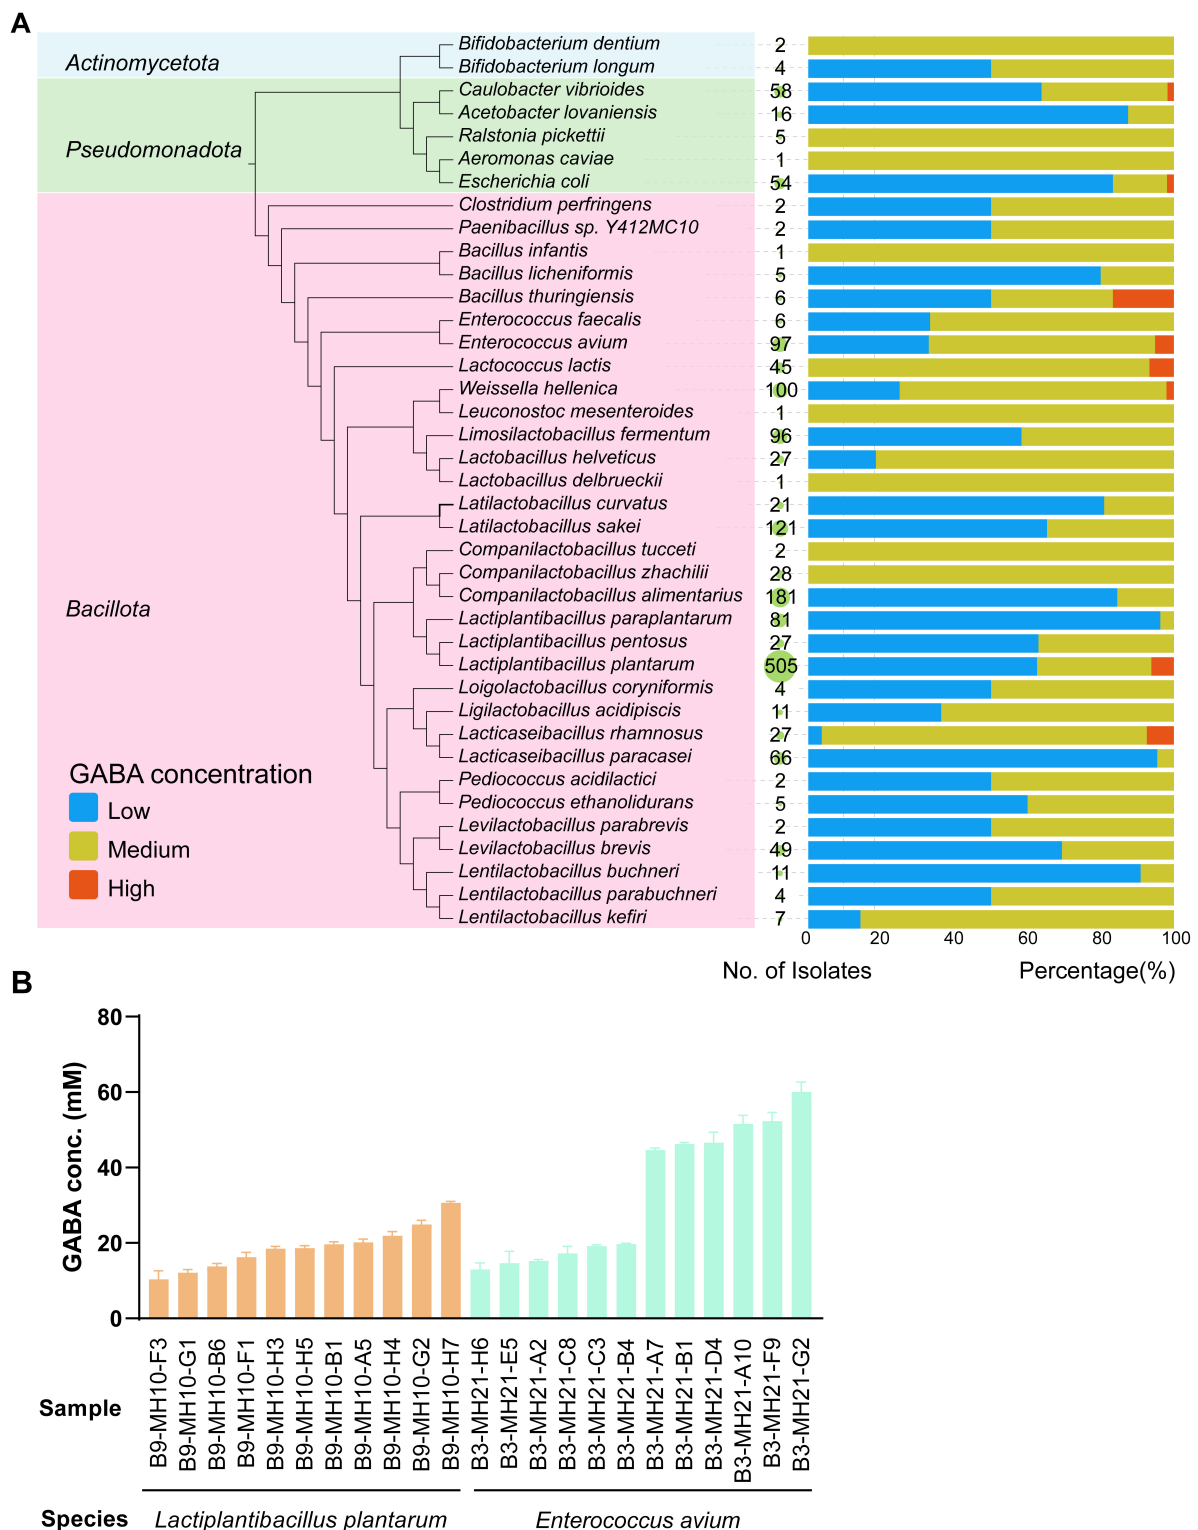 A
Actinomycetota
Pseudomonadota
Bacillota
Bifidobacterium dentium 2
Bifidobacterium longum 4
Caulobacter vibrioides 58
Acetobacter lovaniensis 16
Ralstonia pickettii 5
Aeromonas caviae 1
Escherichia coli 54
Clostridium perfringens 2
Paenibacillus sp. Y412MC10 2
Bacillus infantis 1
Bacillus licheniformis 5
Bacillus thuringiensis 6
Enterococcus faecalis 6
Enterococcus avium 97
Lactococcus lactis 45
Weissella hellenica 100
Leuconostoc mesenteroides 1
Limosilactobacillus fermentum 96
Lactobacillus helveticus 27
Lactobacillus delbrueckii 1
Latilactobacillus curvatus 21
Latilactobacillus sakei 121
Companilactobacillus tucceti 2
Companilactobacillus zhachilii 28
Companilactobacillus alimentarius 181
Lactiplantibacillus paraplantarum 81
Lactiplantibacillus pentosus 27
Lactiplantibacillus plantarum 505
Loigolactobacillus coryniformis 4
Ligilactobacillus acidipiscis 11
Lacticaseibacillus rhamnosus 27
Lacticaseibacillus paracasei 66
Pediococcus acidilactici 2
Pediococcus ethanolidurans 5
Levilactobacillus parabrevis 2
Levilactobacillus brevis 49
Lentilactobacillus buchneri 11
Lentilactobacillus parabuchneri 4
Lentilactobacillus kefiri 7
GABA concentration
Low
Medium
High
0 20 40 60 80 100
No. of Isolates Percentage(%)
B
GABA conc. (mM)
80
60
40
20
0
Sample
B9-MH10-F3
B9-MH10-G1
B9-MH10-B6
B9-MH10-F1
B9-MH10-H3
B9-MH10-H5
B9-MH10-B1
B9-MH10-A5
B9-MH10-H4
B9-MH10-G2
B9-MH10-H7
B3-MH21-H6
B3-MH21-E5
B3-MH21-A2
B3-MH21-C8
B3-MH21-C3
B3-MH21-B4
B3-MH21-A7
B3-MH21-B1
B3-MH21-D4
B3-MH21-A10
B3-MH21-F9
B3-MH21-G2
Species Lactiplantibacillus plantarum Enterococcus avium